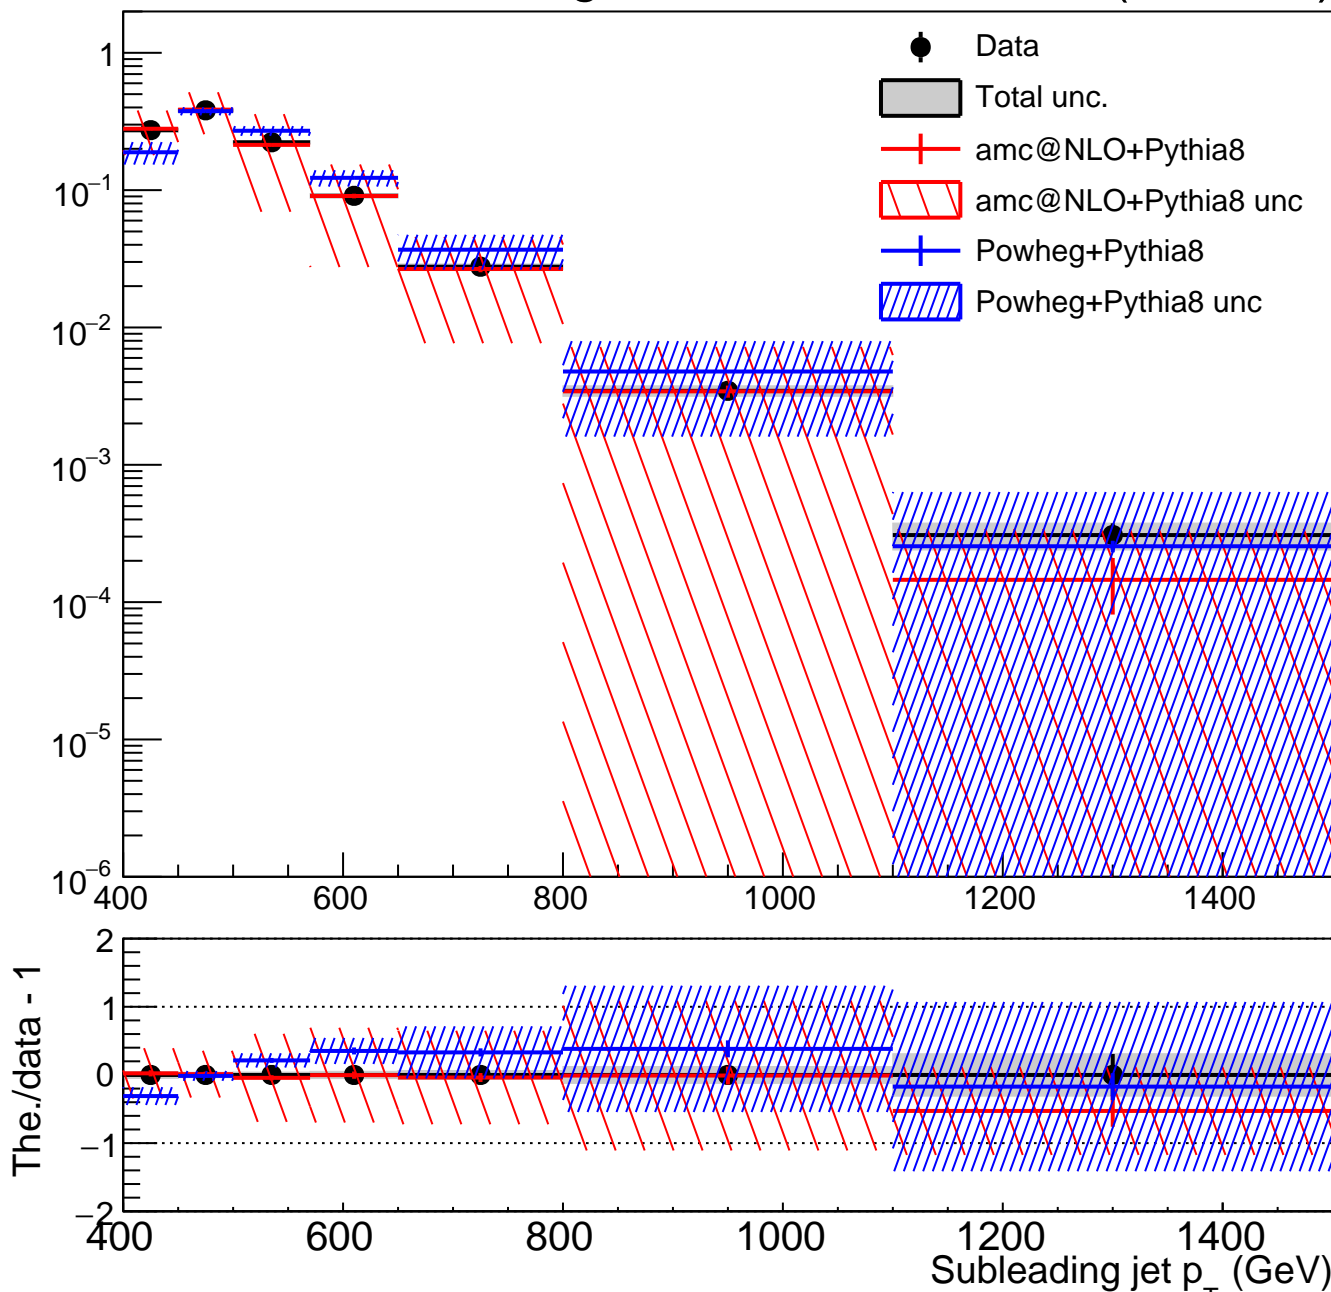 1
10⁻¹
10⁻²
10⁻³
10⁻⁴
10⁻⁵
10⁻⁶
Data
Total unc.
amc@NLO+Pythia8
amc@NLO+Pythia8 unc
Powheg+Pythia8
Powheg+Pythia8 unc
400 600 800 1000 1200 1400
2
1
0
−1
−2
The./data - 1
400 600 800 1000 1200 1400
Subleading jet p_T (GeV)